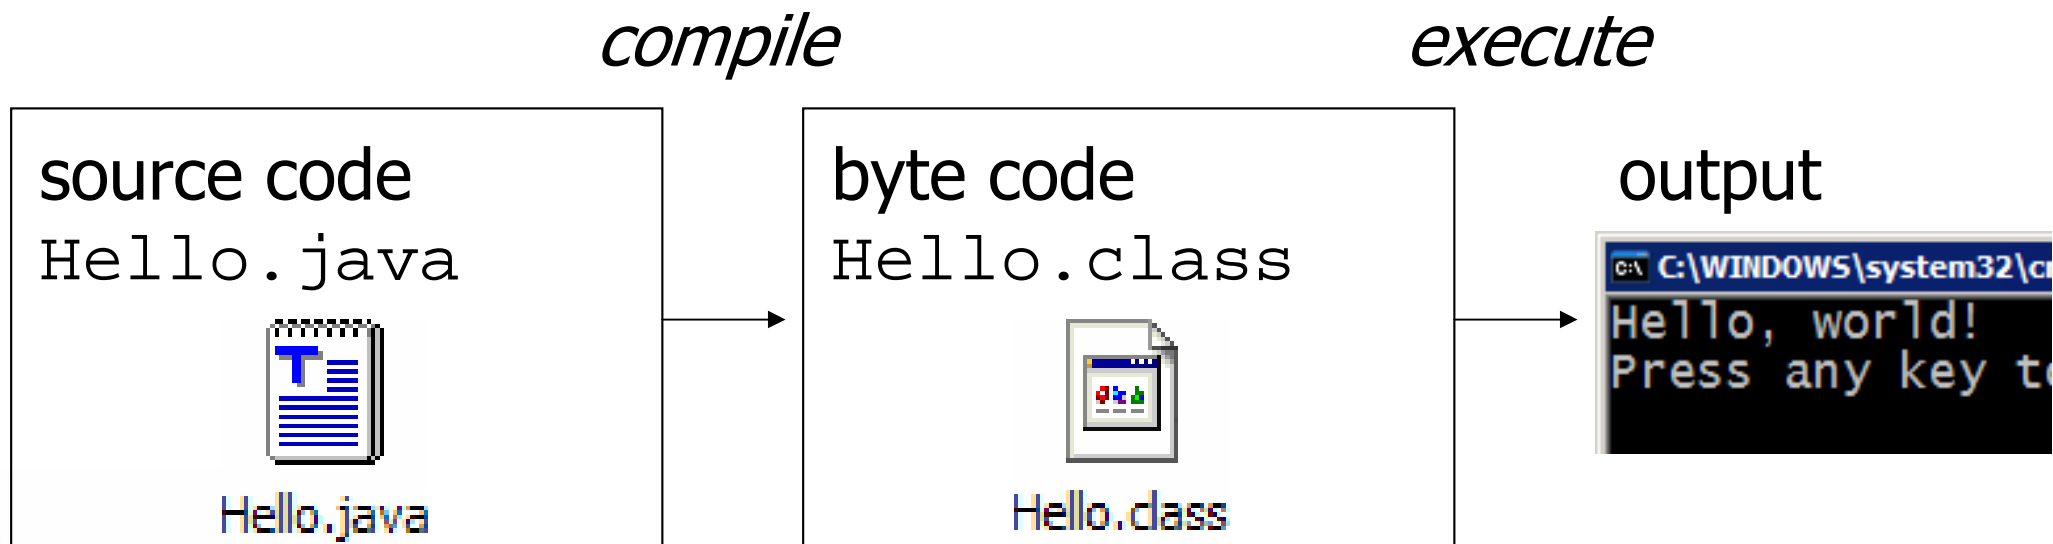 compile
execute
source code
Hello.java
Hello.java
byte code
Hello.class
Hello.class
output
C:\WINDOWS\system32\c
Hello, world!
Press any key to